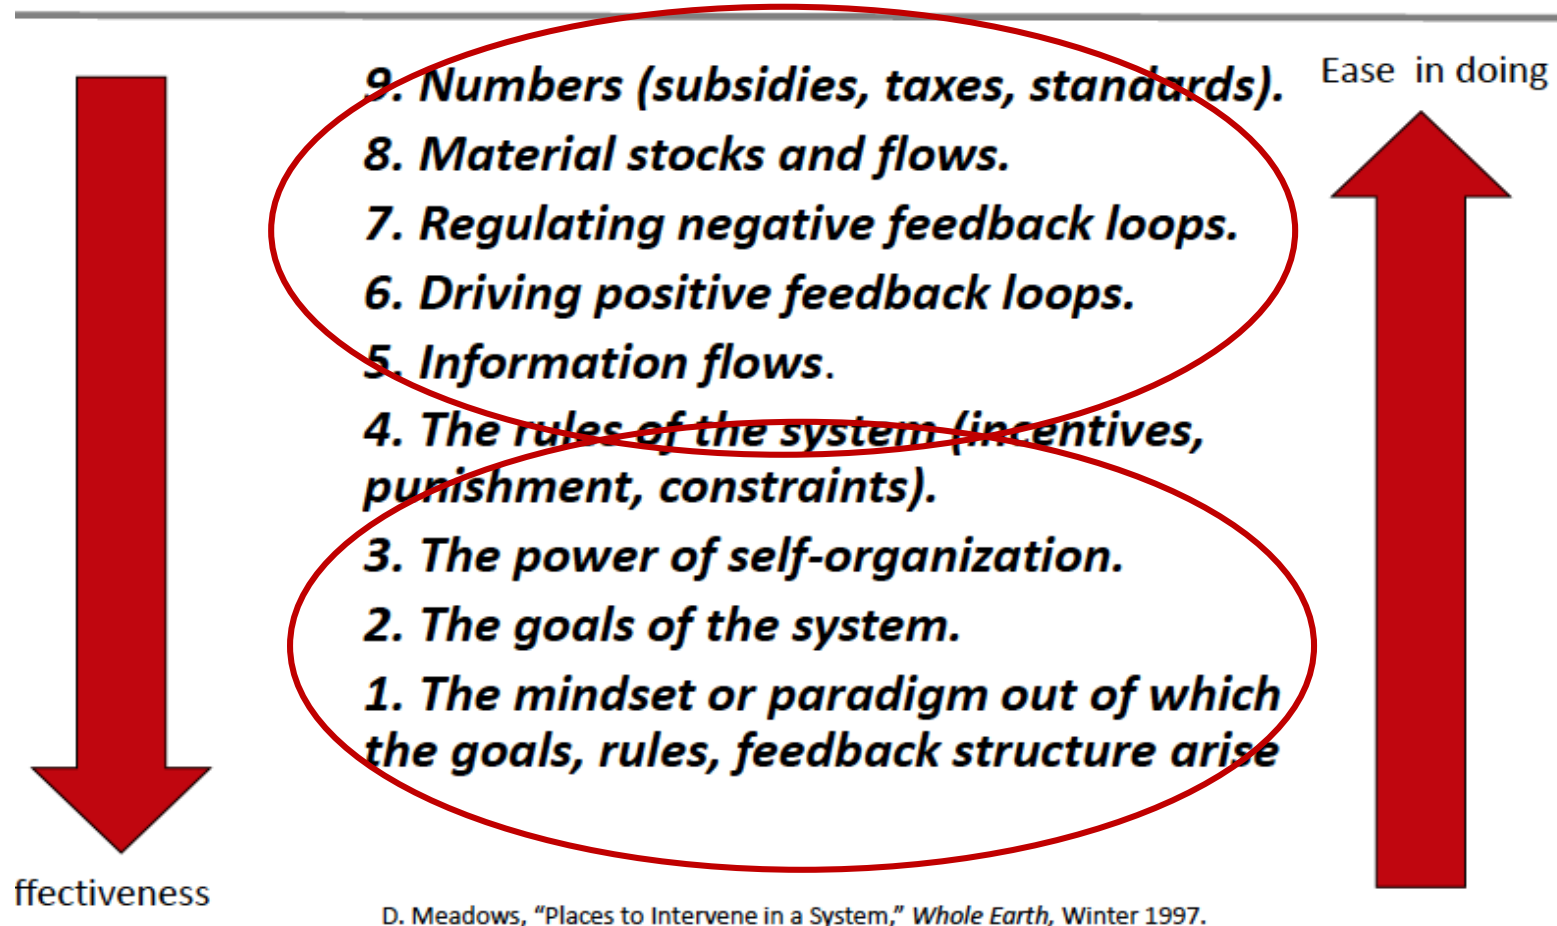 9. Numbers (subsidies, taxes, standards).
Ease in doing
8. Material stocks and flows.
7. Regulating negative feedback loops.
6. Driving positive feedback loops.
5. Information flows.
4. The rules of the system (incentives,
punishment, constraints).
3. The power of self-organization.
2. The goals of the system.
1. The mindset or paradigm out of which
the goals, rules, feedback structure arise
ffectiveness
D. Meadows, “Places to Intervene in a System,” Whole Earth, Winter 1997.